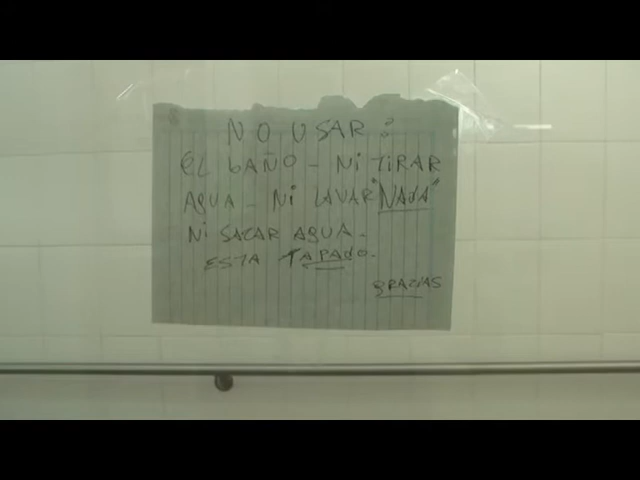 NO USAR:
EL BAÑO - NI TIRAR
AGUA - NI LAVAR "NADA"
NI SACAR AGUA -
ESTA TAPADO.
GRACIAS